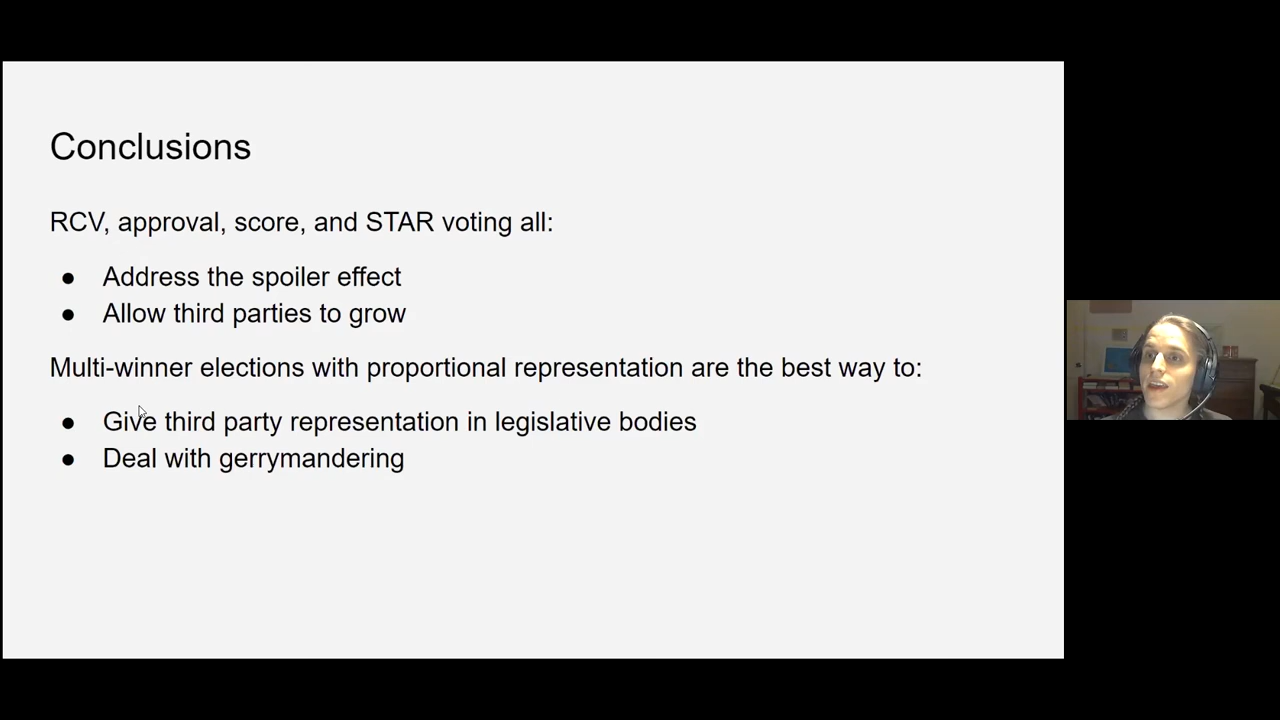 Conclusions
RCV, approval, score, and STAR voting all:
● Address the spoiler effect
● Allow third parties to grow
Multi-winner elections with proportional representation are the best way to:
● Give third party representation in legislative bodies
● Deal with gerrymandering